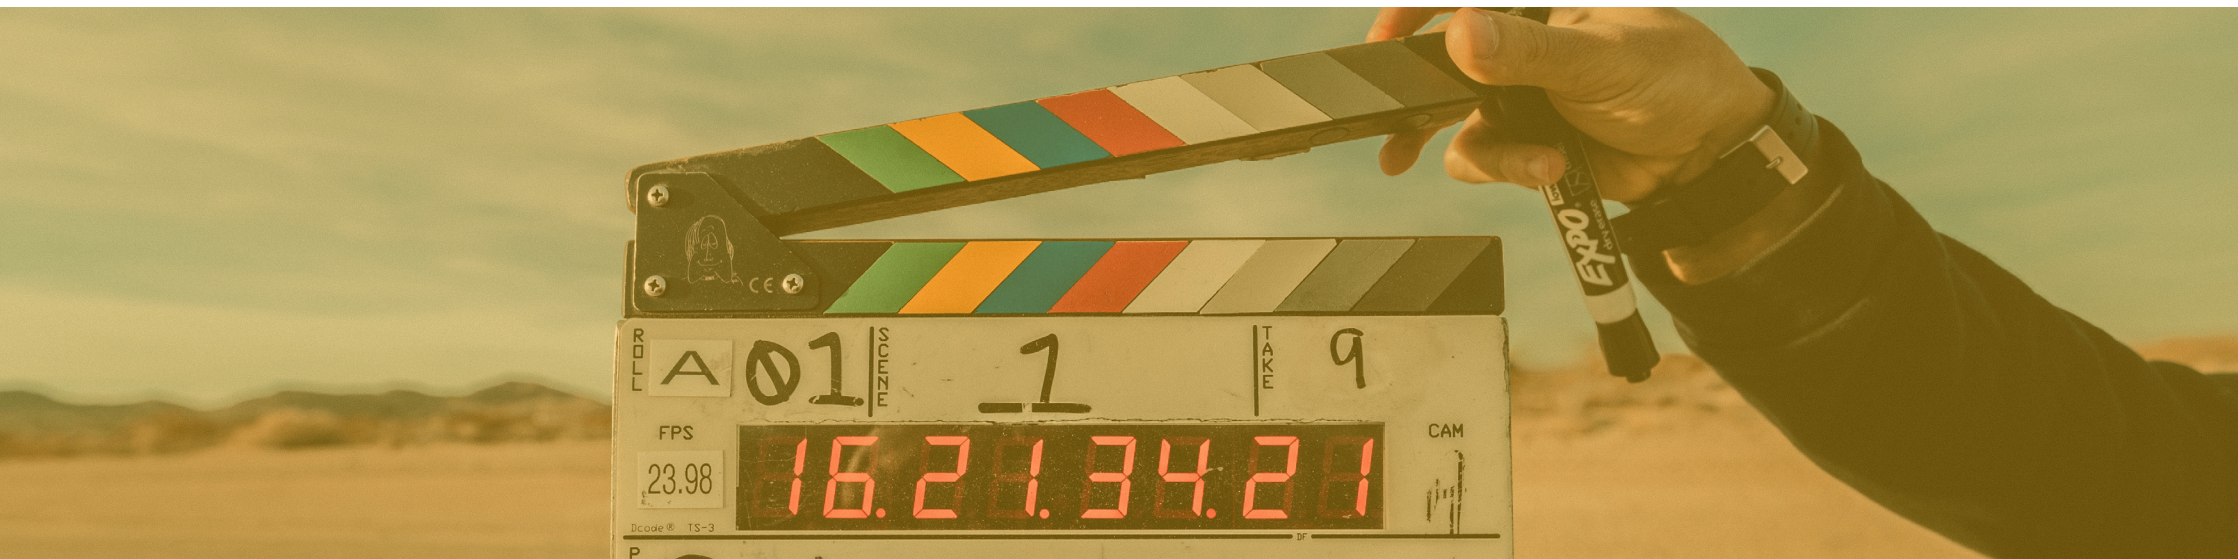 EXPO
CE
ROLL A 01 SCENE 1 TAKE 9
FPS
CAM
23.98
16.21.34.21
Dcode® TS-3
DF
P